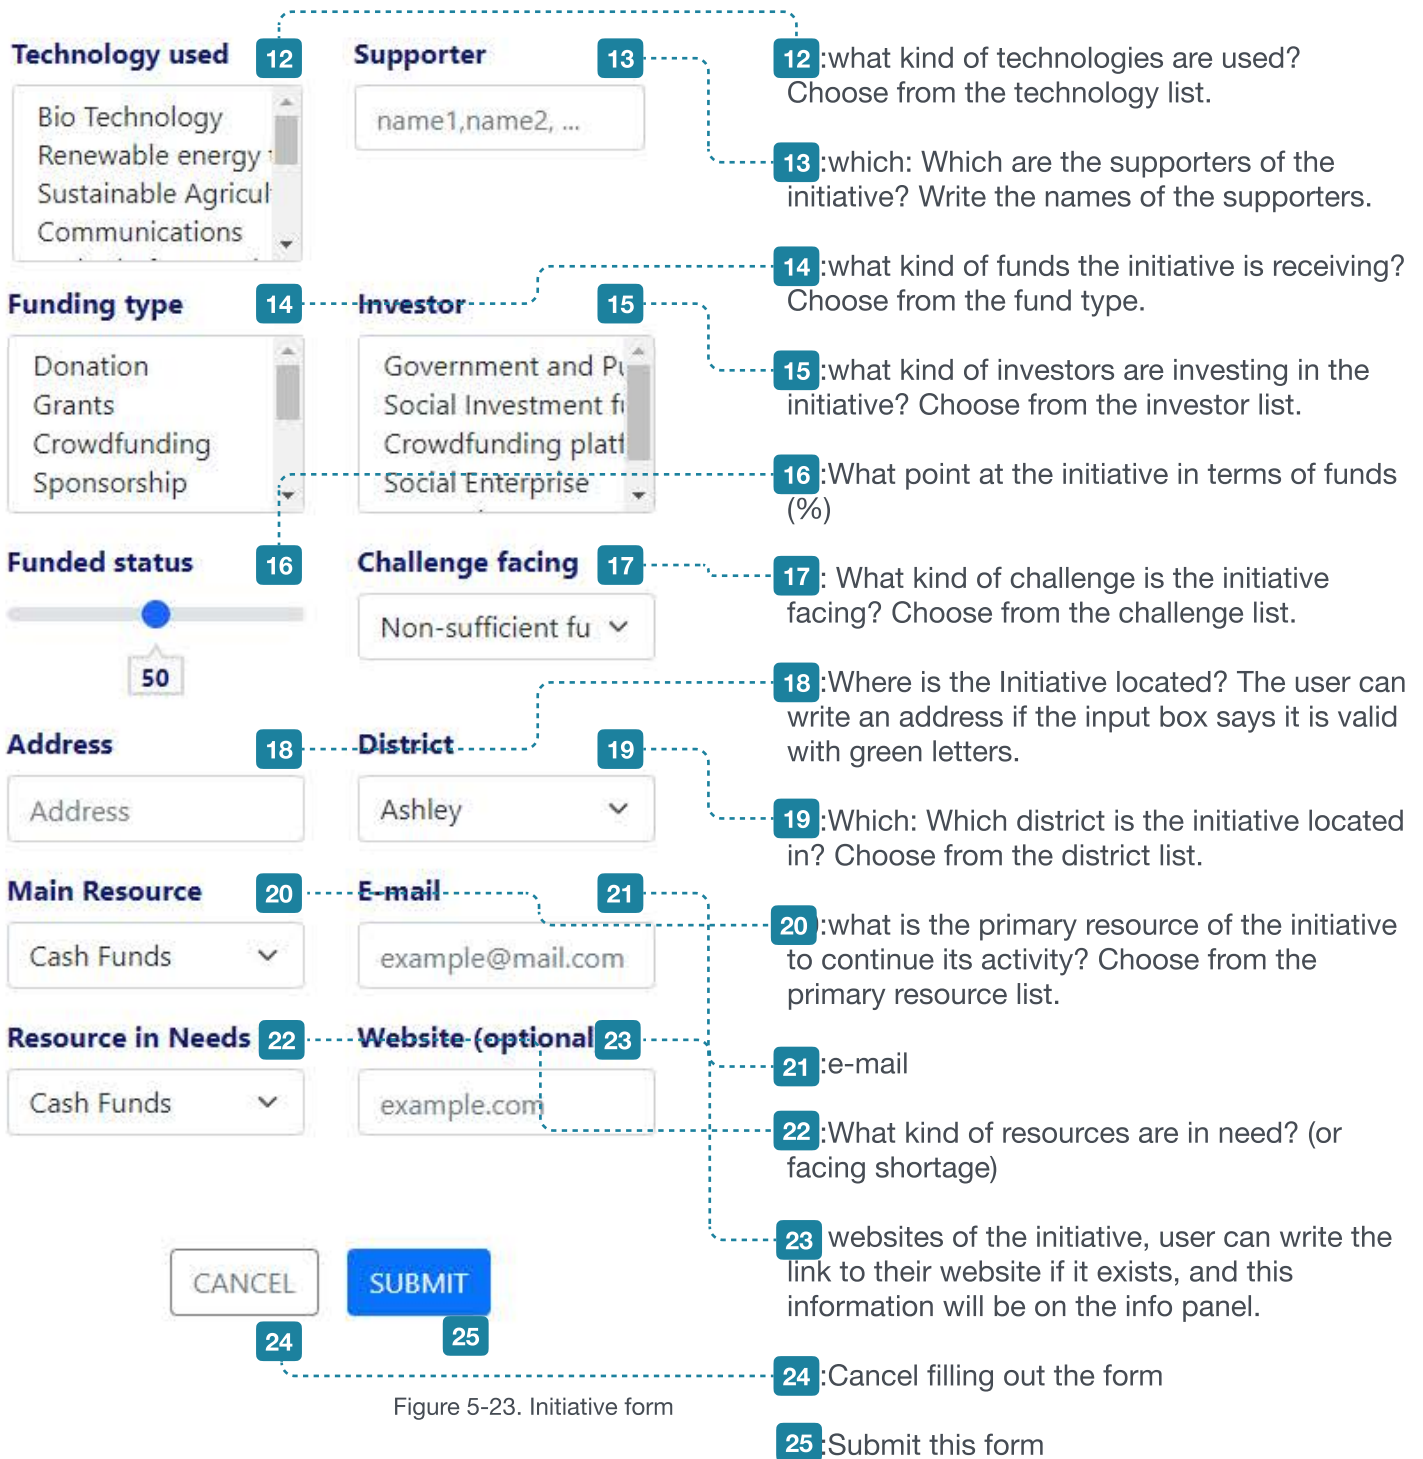 Technology used 12
Supporter 13
Bio Technology
Renewable energy
Sustainable Agricul
Communications
name1,name2, ...
Funding type 14
Investor 15
Donation
Grants
Crowdfunding
Sponsorship
Government and Pu
Social Investment fu
Crowdfunding platf
Social Enterprise
Funded status 16
Challenge facing 17
50
Non-sufficient fu
Address 18
District 19
Address
Ashley
Main Resource 20
E-mail 21
Cash Funds
example@mail.com
Resource in Needs 22
Website (optional 23
Cash Funds
example.com
CANCEL
SUBMIT
24
25
Figure 5-23. Initiative form
12 :what kind of technologies are used?
Choose from the technology list.
13 :which: Which are the supporters of the
initiative? Write the names of the supporters.
14 :what kind of funds the initiative is receiving?
Choose from the fund type.
15 :what kind of investors are investing in the
initiative? Choose from the investor list.
16 :What point at the initiative in terms of funds
(%)
17 : What kind of challenge is the initiative
facing? Choose from the challenge list.
18 :Where is the Initiative located? The user can
write an address if the input box says it is valid
with green letters.
19 :Which: Which district is the initiative located
in? Choose from the district list.
20 :what is the primary resource of the initiative
to continue its activity? Choose from the
primary resource list.
21 :e-mail
22 :What kind of resources are in need? (or
facing shortage)
23 websites of the initiative, user can write the
link to their website if it exists, and this
information will be on the info panel.
24 :Cancel filling out the form
25 :Submit this form